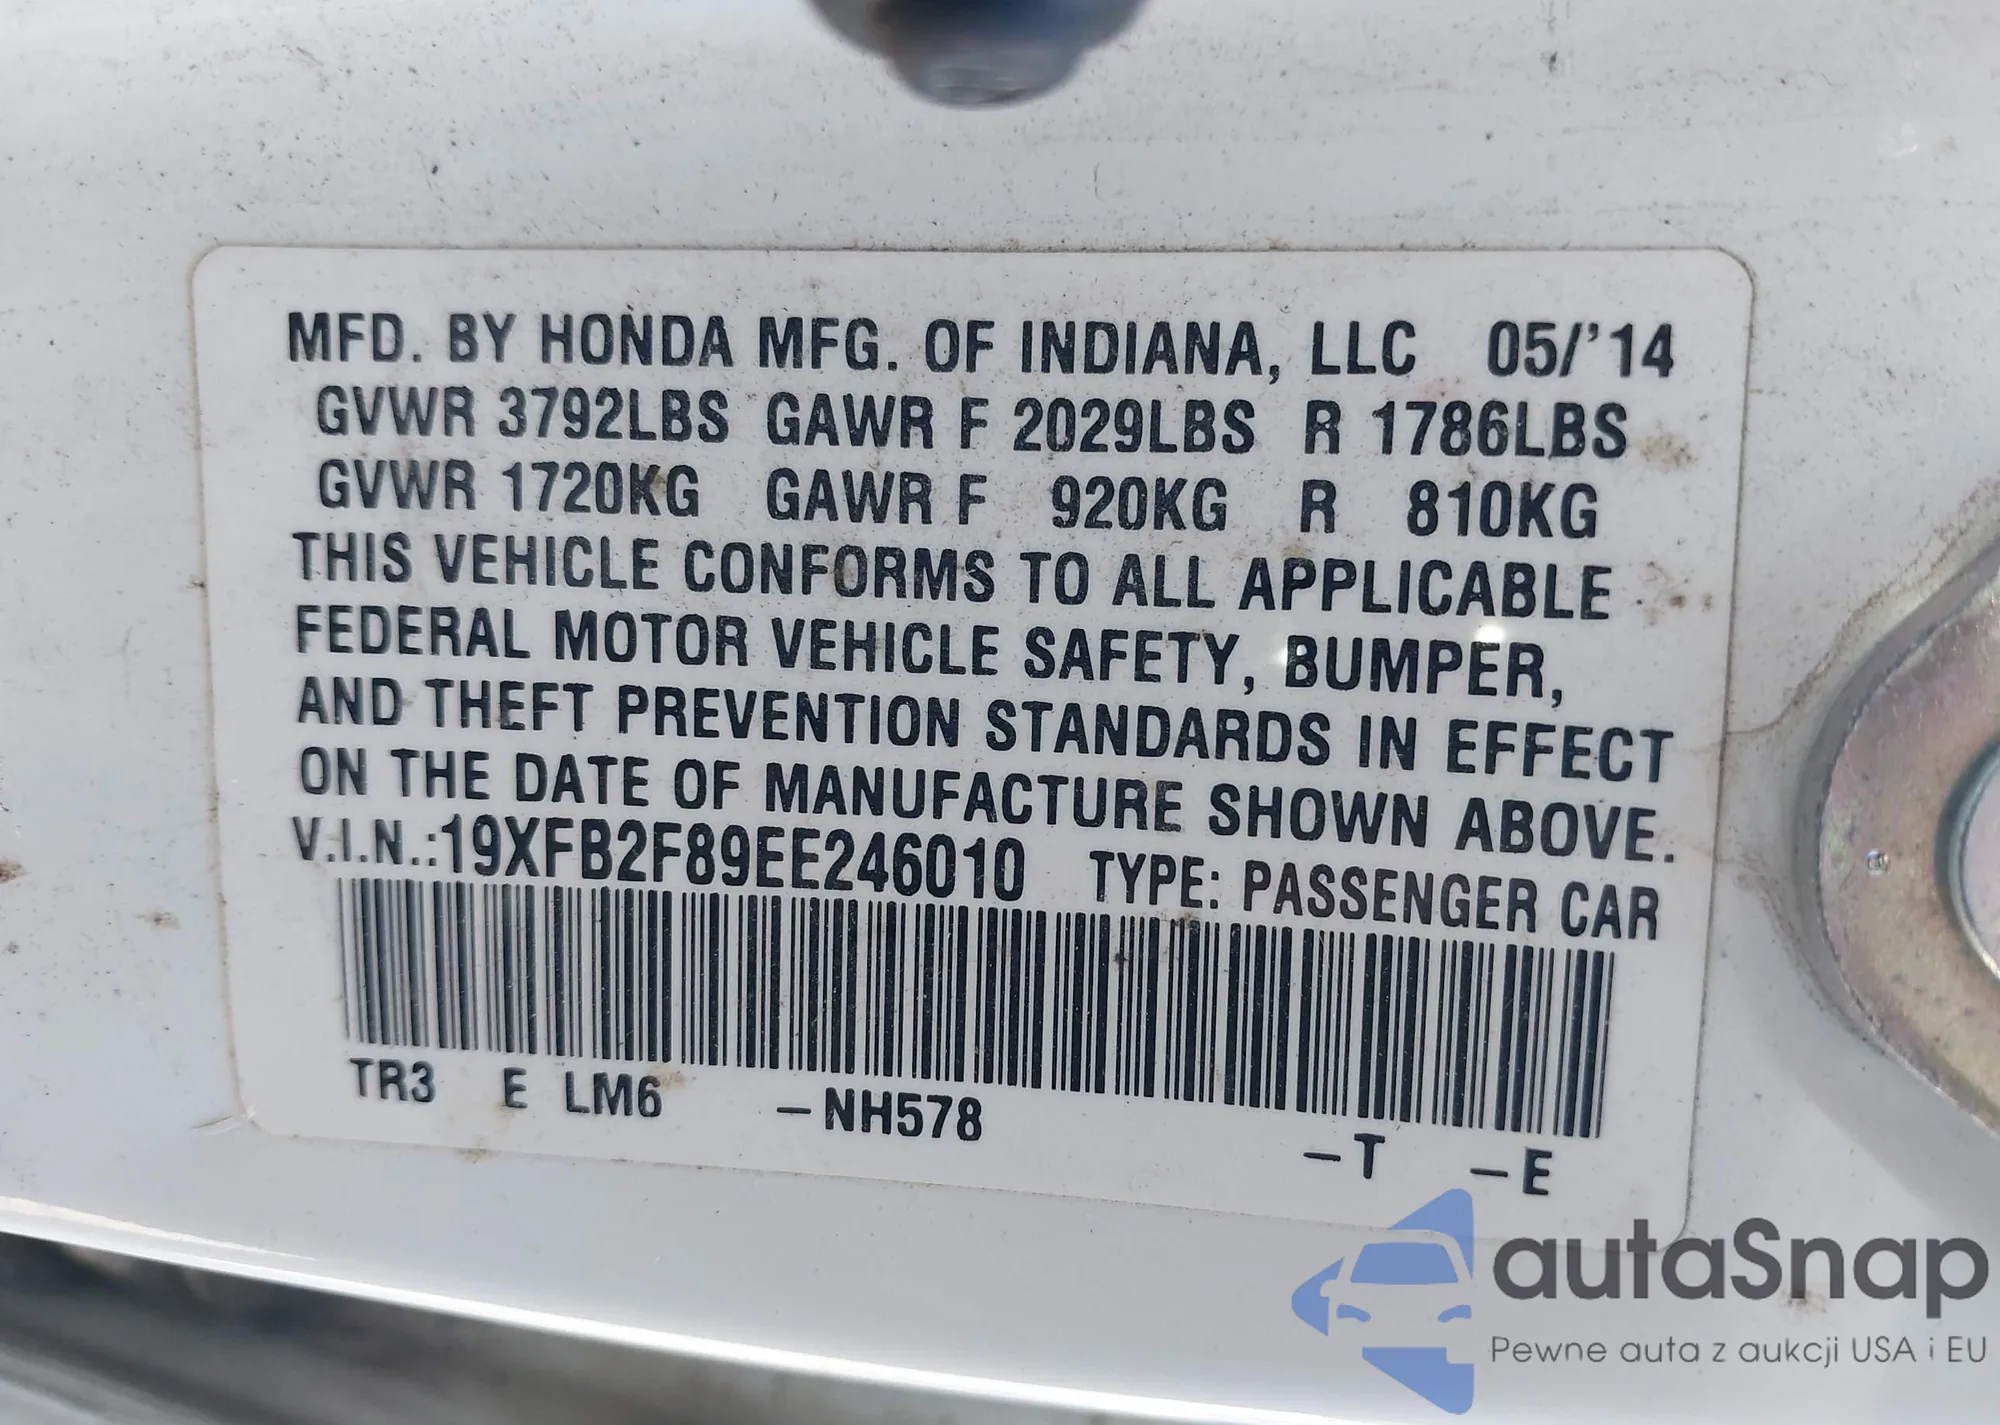 MFD. BY HONDA MFG. OF INDIANA, LLC 05/'14
GVWR 3792LBS GAWR F 2029LBS R 1786LBS
GVWR 1720KG GAWR F 920KG R 810KG
THIS VEHICLE CONFORMS TO ALL APPLICABLE
FEDERAL MOTOR VEHICLE SAFETY, BUMPER,
AND THEFT PREVENTION STANDARDS IN EFFECT
ON THE DATE OF MANUFACTURE SHOWN ABOVE.
V.I.N.:19XFB2F89EE246010 TYPE: PASSENGER CAR
TR3 E LM6 –NH578 –T –E
autaSnap
Pewne auta z aukcji USA i EU